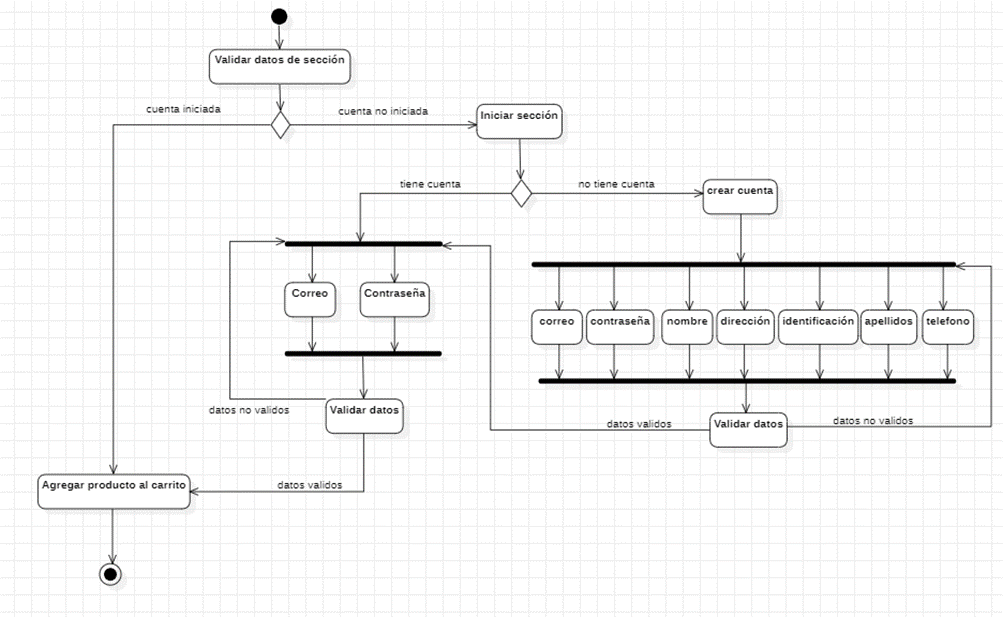 Validar datos de sección
cuenta iniciada
cuenta no iniciada
Iniciar sección
tiene cuenta
no tiene cuenta
crear cuenta
Correo
Contraseña
correo
contraseña
nombre
dirección
identificación
apellidos
telefono
datos no validos
Validar datos
datos validos
Validar datos
datos no validos
Agregar producto al carrito
datos validos